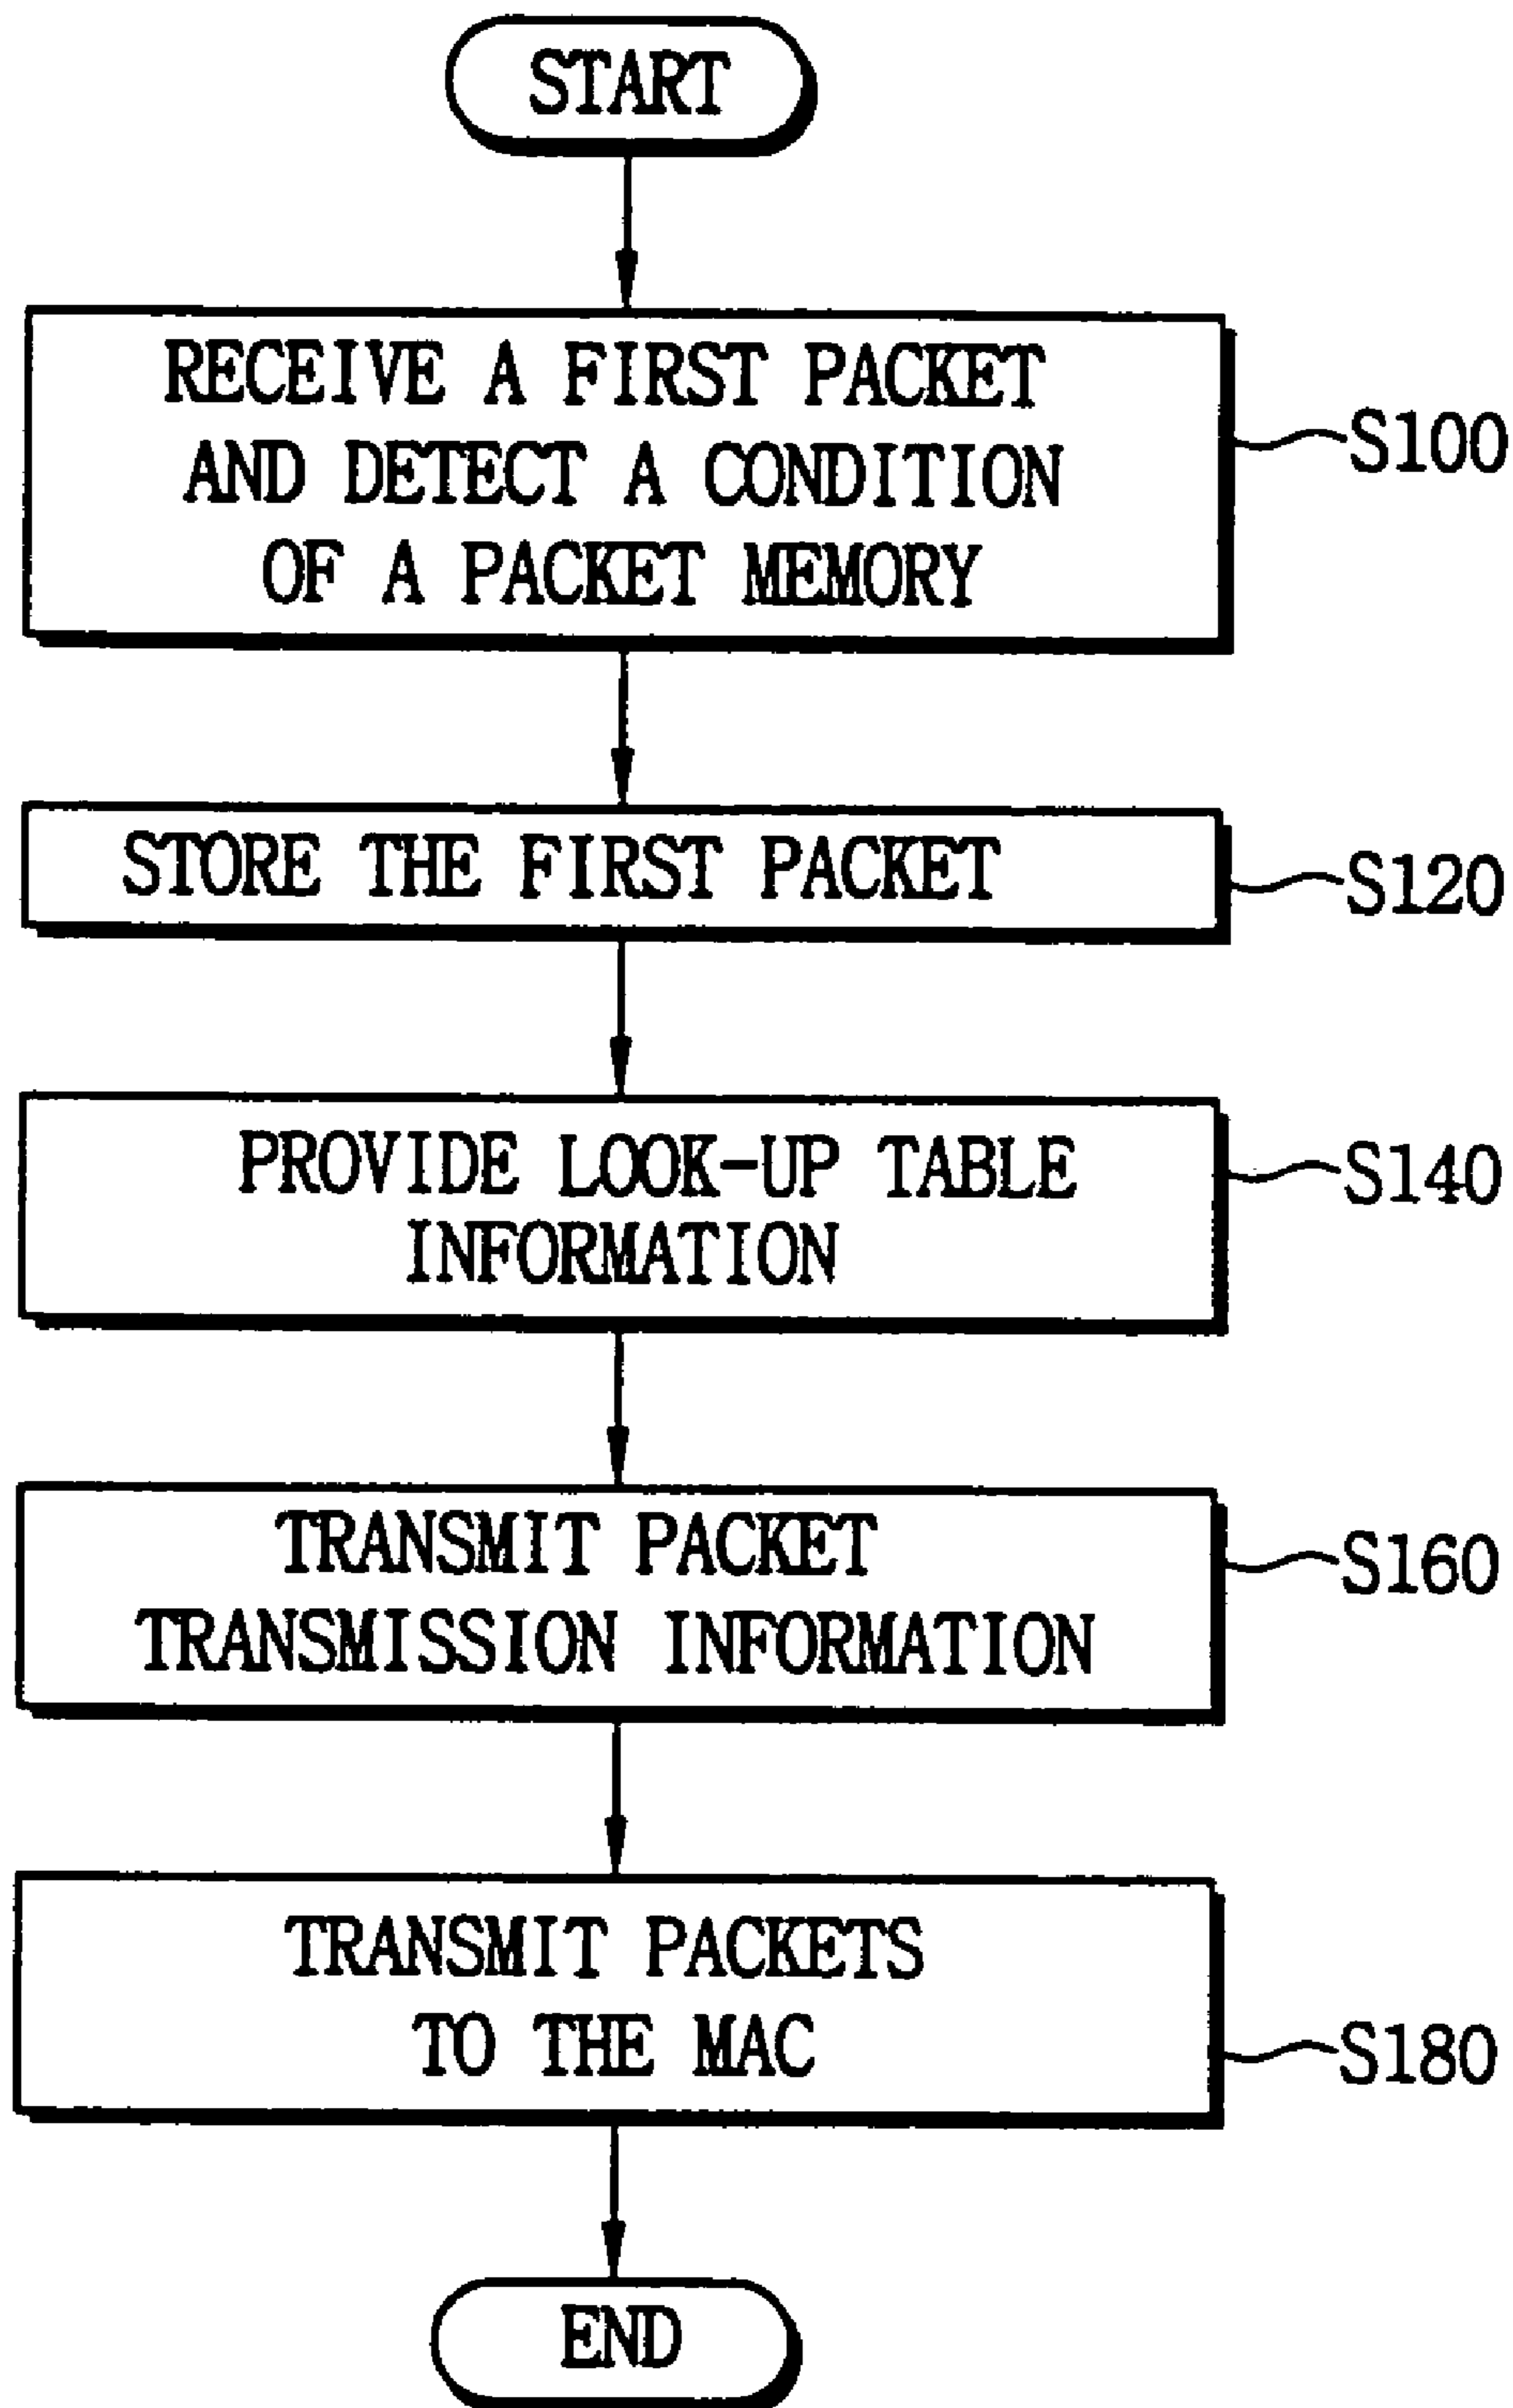 START
RECEIVE A FIRST PACKET
AND DETECT A CONDITION
OF A PACKET MEMORY
S100
STORE THE FIRST PACKET
S120
PROVIDE LOOK-UP TABLE
INFORMATION
S140
TRANSMIT PACKET
TRANSMISSION INFORMATION
S160
TRANSMIT PACKETS
TO THE MAC
S180
END